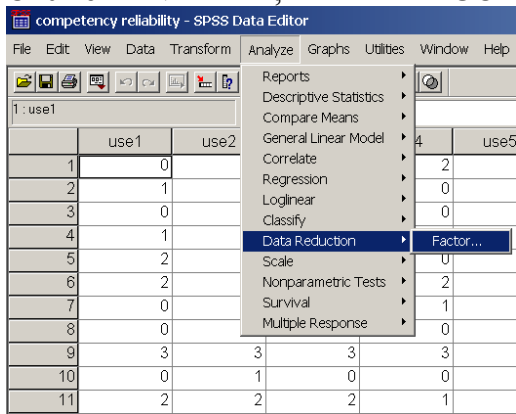 competency reliability - SPSS Data Editor
File Edit View Data Transform Analyze Graphs Utilities Window Help
1 : use1
Reports
Descriptive Statistics
Compare Means
General Linear Model
Correlate
Regression
Loglinear
Classify
Data Reduction
Factor...
Scale
Nonparametric Tests
Survival
Multiple Response
use1 use2 4 use5
1 0 2
2 1 0
3 0 0
4 1
5 2 0
6 2 2
7 0 1
8 0 0
9 3 3 3 3
10 0 1 0 0
11 2 2 2 1